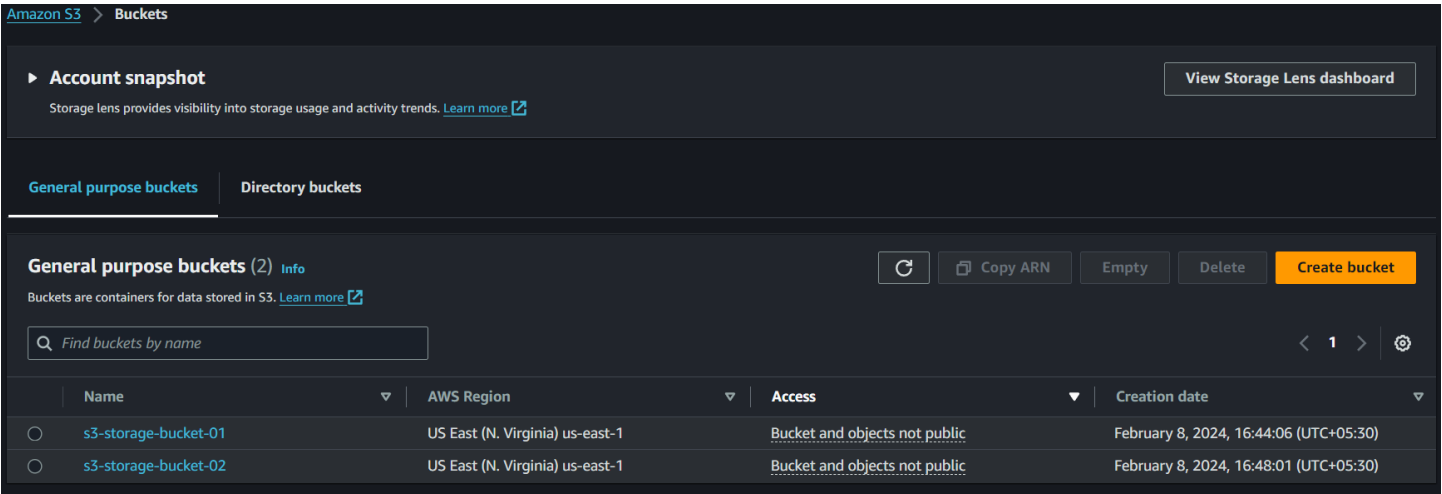 Amazon S3 > Buckets
Account snapshot
View Storage Lens dashboard
Storage lens provides visibility into storage usage and activity trends. Learn more
General purpose buckets Directory buckets
General purpose buckets (2) Info
Copy ARN Empty Delete Create bucket
Buckets are containers for data stored in S3. Learn more
Find buckets by name
< 1 >
Name AWS Region Access Creation date
s3-storage-bucket-01 US East (N. Virginia) us-east-1 Bucket and objects not public February 8, 2024, 16:44:06 (UTC+05:30)
s3-storage-bucket-02 US East (N. Virginia) us-east-1 Bucket and objects not public February 8, 2024, 16:48:01 (UTC+05:30)